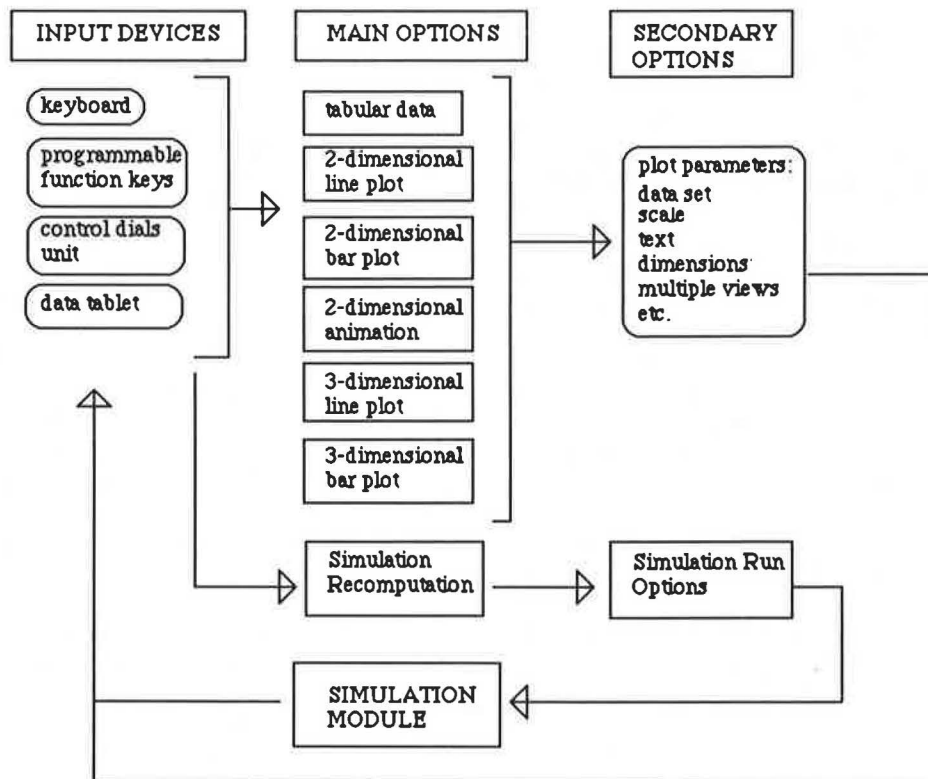 INPUT DEVICES
keyboard
programmable
function keys
control dials
unit
data tablet
MAIN OPTIONS
tabular data
2-dimensional
line plot
2-dimensional
bar plot
2-dimensional
animation
3-dimensional
line plot
3-dimensional
bar plot
SECONDARY
OPTIONS
plot parameters:
data set
scale
text
dimensions
multiple views
etc.
Simulation
Recomputation
Simulation Run
Options
SIMULATION
MODULE